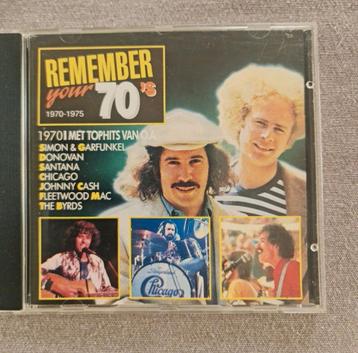 REMEMBER
your 70's
1970-1975
1970 MET TOPHITS VAN O.A.
SIMON & GARFUNKEL
DONOVAN
SANTANA
CHICAGO
JOHNNY CASH
FLEETWOOD MAC
THE BYRDS
Chicago